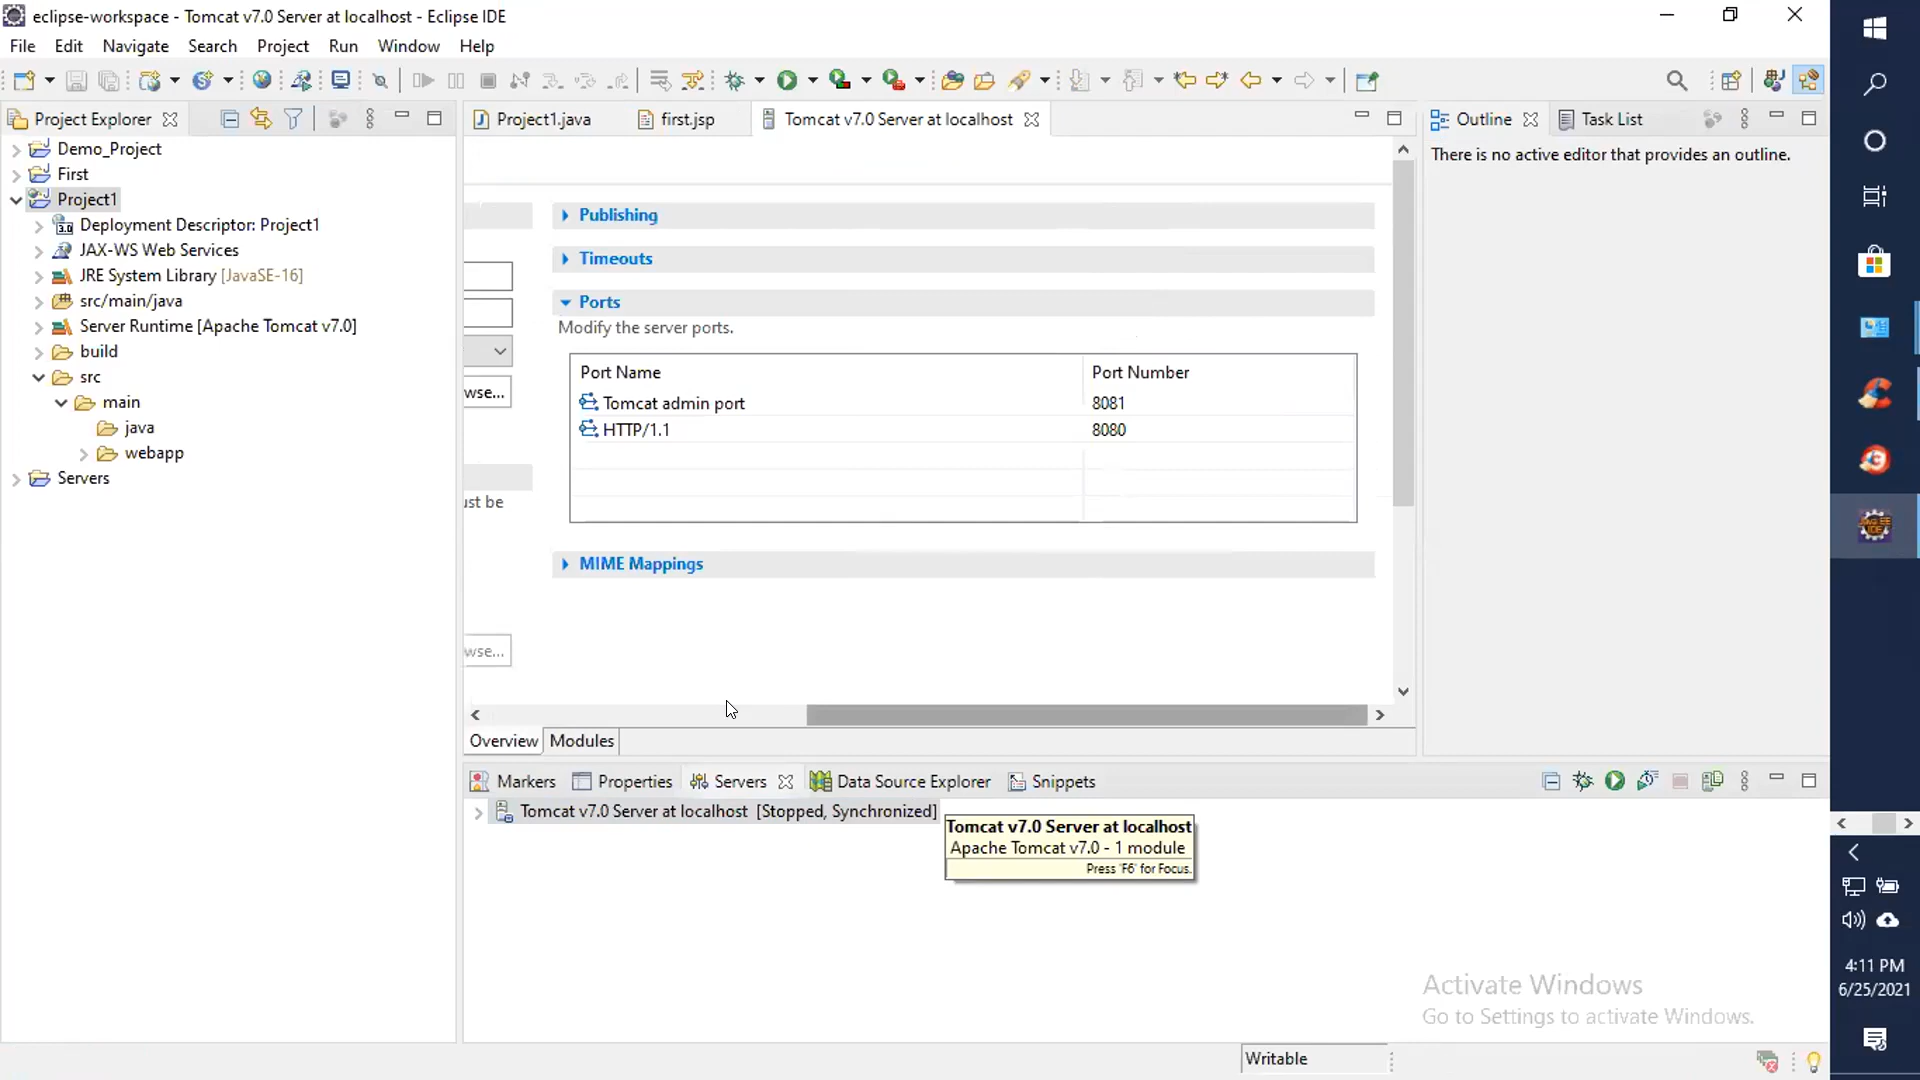 eclipse-workspace - Tomcat v7.0 Server at localhost - Eclipse IDE
File Edit Navigate Search Project Run Window Help
Project Explorer
Project1.java first.jsp Tomcat v7.0 Server at localhost
Outline Task List
Demo_Project
First
Project1
Deployment Descriptor: Project1
JAX-WS Web Services
JRE System Library [JavaSE-16]
src/main/java
Server Runtime [Apache Tomcat v7.0]
build
src
main
java
webapp
Servers
wse...
ust be
wse...
Publishing
Timeouts
Ports
Modify the server ports.
Port Name Port Number
Tomcat admin port 8081
HTTP/1.1 8080
MIME Mappings
Overview Modules
There is no active editor that provides an outline.
Markers Properties Servers Data Source Explorer Snippets
Tomcat v7.0 Server at localhost [Stopped, Synchronized]
Tomcat v7.0 Server at localhost
Apache Tomcat v7.0 - 1 module
Press 'F6' for Focus.
Activate Windows
Go to Settings to activate Windows.
Writable
JAVA EE
IDE
4:11 PM
6/25/2021